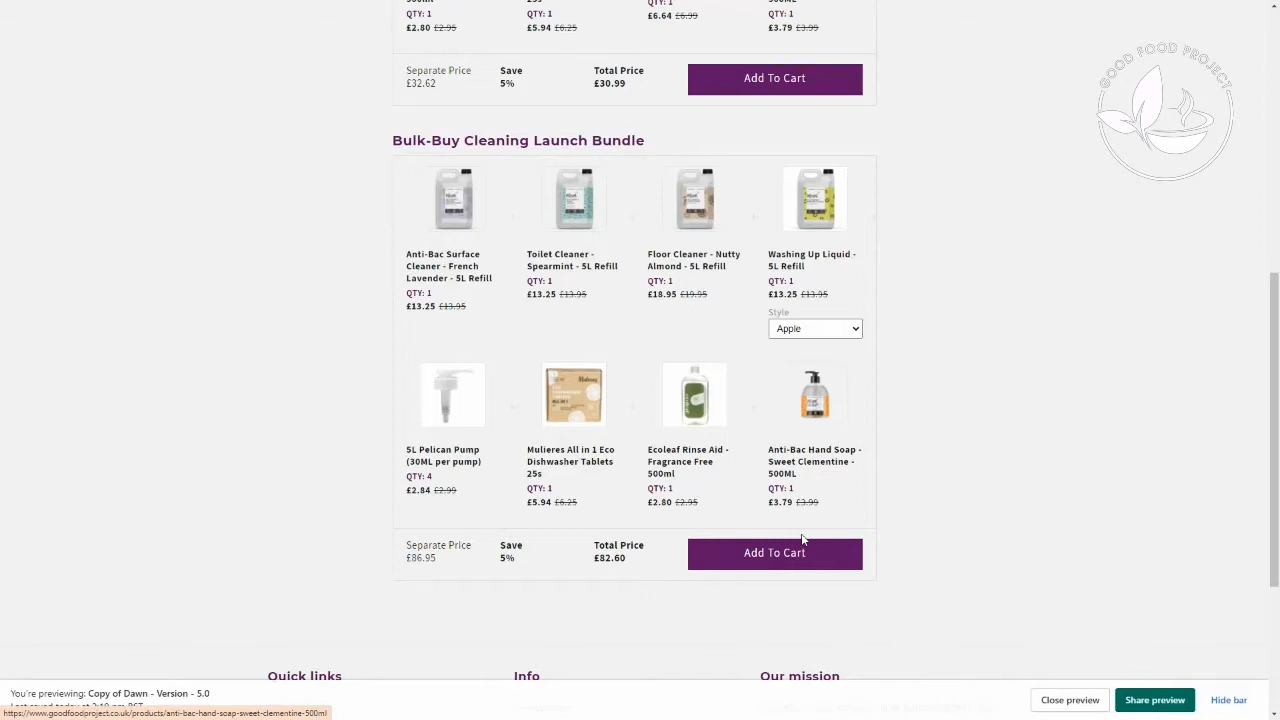 500ml
25s
QTY: 1
500ML
QTY: 1
QTY: 1
£6.64 £6.99
QTY: 1
£2.80 £2.95
£5.94 £6.25
£3.79 £3.99
Separate Price
£32.62
Save
5%
Total Price
£30.99
Add To Cart
GOOD FOOD PROJECT
Bulk-Buy Cleaning Launch Bundle
Anti-Bac Surface
Cleaner - French
Lavender - 5L Refill
QTY: 1
£13.25 £13.95
Toilet Cleaner -
Spearmint - 5L Refill
QTY: 1
£13.25 £13.95
Floor Cleaner - Nutty
Almond - 5L Refill
QTY: 1
£18.95 £19.95
Washing Up Liquid -
5L Refill
QTY: 1
£13.25 £13.95
Style
Apple
5L Pelican Pump
(30ML per pump)
QTY: 4
£2.84 £2.99
Mulieres All in 1 Eco
Dishwasher Tablets
25s
QTY: 1
£5.94 £6.25
Ecoleaf Rinse Aid -
Fragrance Free
500ml
QTY: 1
£2.80 £2.95
Anti-Bac Hand Soap -
Sweet Clementine -
500ML
QTY: 1
£3.79 £3.99
Separate Price
£86.95
Save
5%
Total Price
£82.60
Add To Cart
Quick links
Info
Our mission
You're previewing: Copy of Dawn - Version - 5.0
https://www.goodfoodproject.co.uk/products/anti-bac-hand-soap-sweet-clementine-500ml
Close preview
Share preview
Hide bar